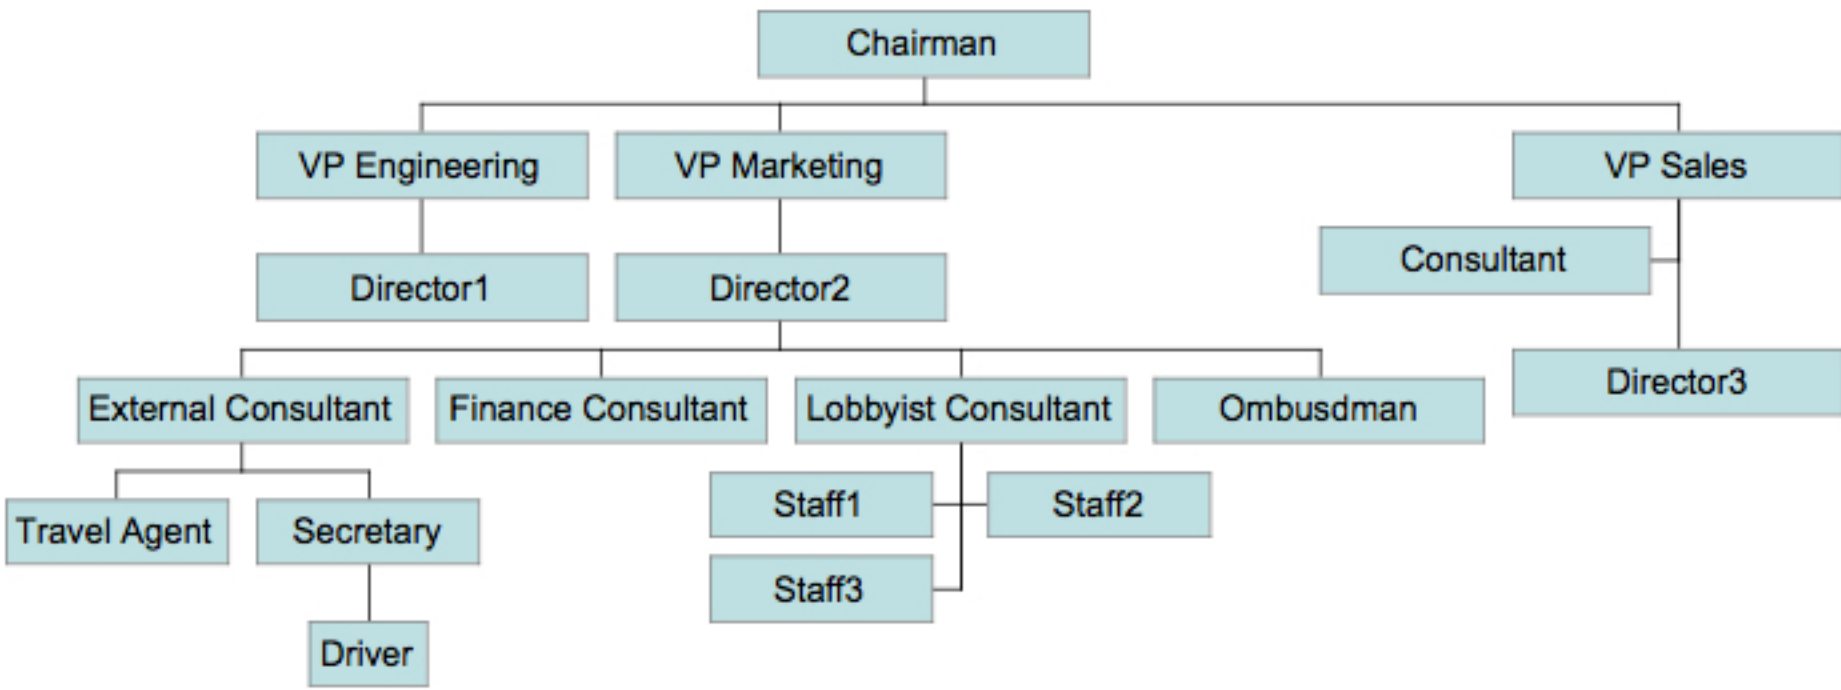 Chairman
VP Engineering
VP Marketing
VP Sales
Consultant
Director1
Director2
Director3
External Consultant
Finance Consultant
Lobbyist Consultant
Ombusdman
Staff1
Staff2
Travel Agent
Secretary
Staff3
Driver